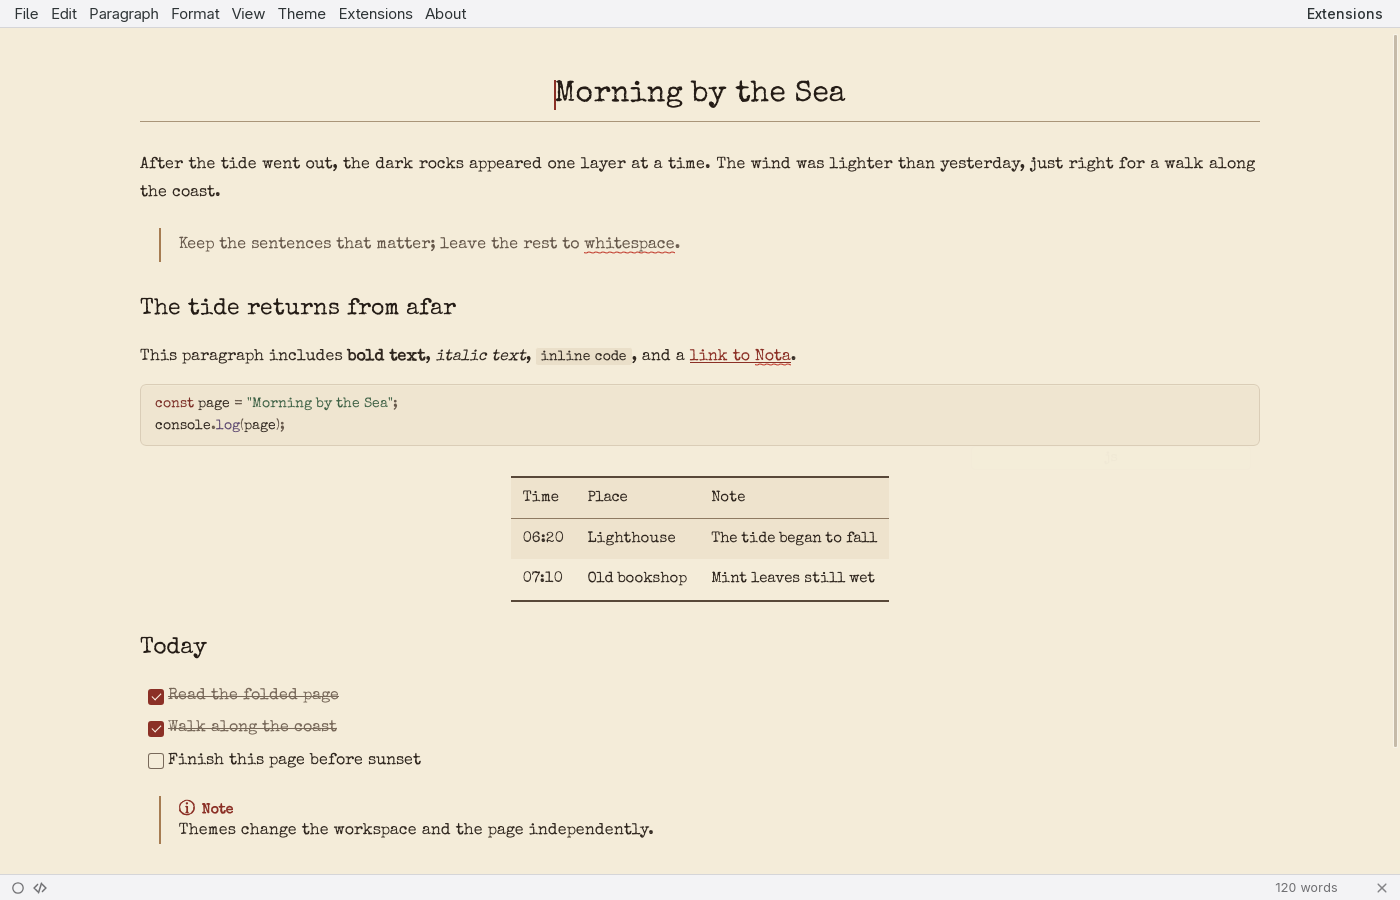 File Edit Paragraph Format View Theme Extensions About Extensions
Morning by the Sea
After the tide went out, the dark rocks appeared one layer at a time. The wind was lighter than yesterday, just right for a walk along
the coast.
Keep the sentences that matter; leave the rest to whitespace.
The tide returns from afar
This paragraph includes bold text, italic text, inline code, and a link to Nota.
const page = "Morning by the Sea";
console.log(page);
Time Place Note
06:20 Lighthouse The tide began to fall
07:10 Old bookshop Mint leaves still wet
Today
Read the folded page
Walk along the coast
Finish this page before sunset
Note
Themes change the workspace and the page independently.
120 words